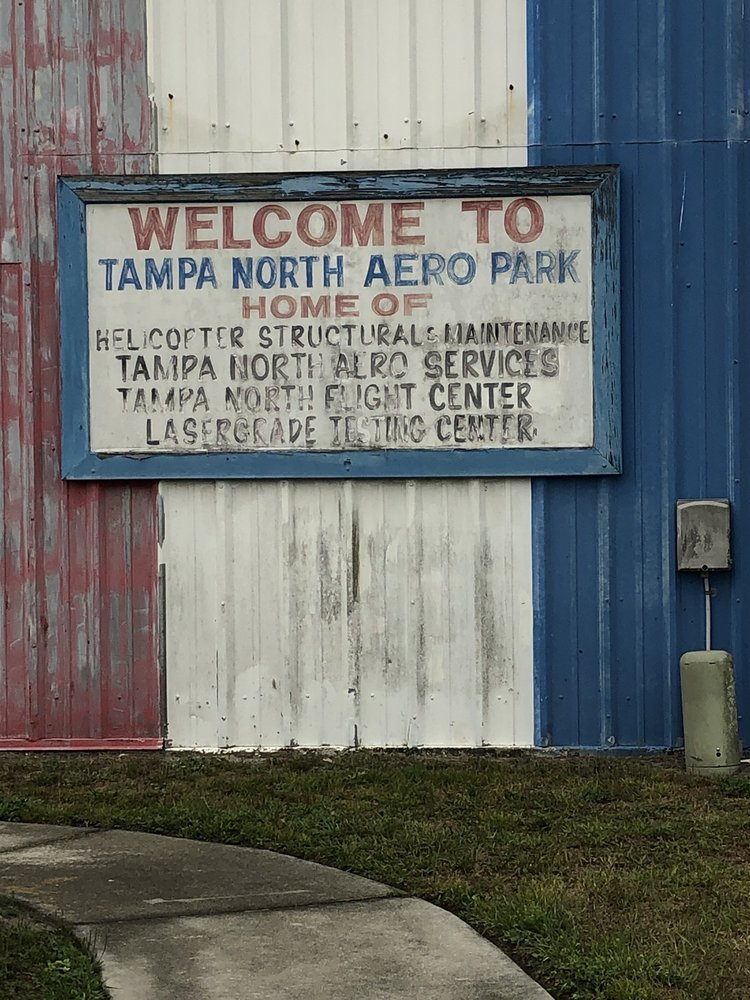 WELCOME TO
TAMPA NORTH AERO PARK
HOME OF
HELICOPTER STRUCTURAL & MAINTENANCE
TAMPA NORTH AERO SERVICES
TAMPA NORTH FLIGHT CENTER
LASERGRADE TESTING CENTER.